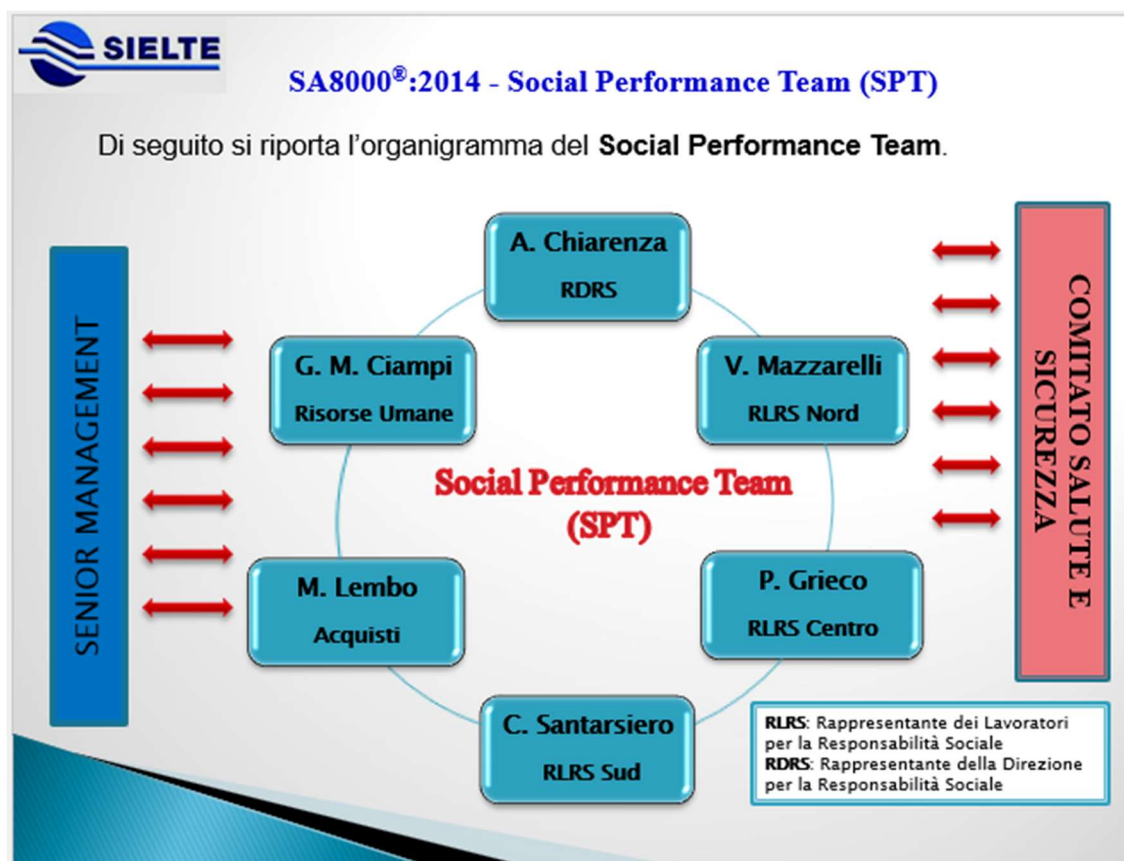 SIELTE
SA8000®:2014 - Social Performance Team (SPT)
Di seguito si riporta l'organigramma del Social Performance Team.
A. Chiarenza
RDRS
G. M. Ciampi
Risorse Umane
V. Mazzarelli
RLRS Nord
Social Performance Team
(SPT)
M. Lembo
Acquisti
P. Grieco
RLRS Centro
C. Santarsiero
RLRS Sud
SENIOR MANAGEMENT
COMITATO SALUTE E
SICUREZZA
RLRS: Rappresentante dei Lavoratori
per la Responsabilità Sociale
RDRS: Rappresentante della Direzione
per la Responsabilità Sociale